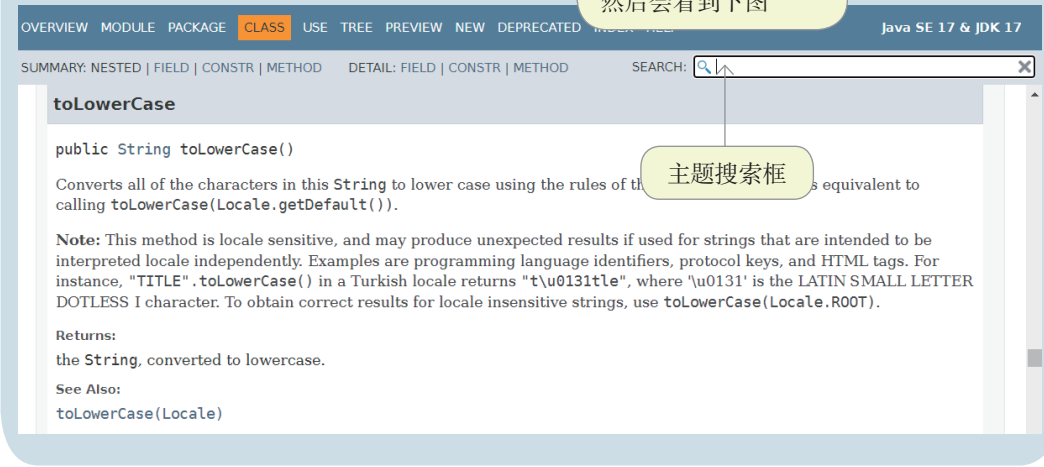 然后会看到下图
OVERVIEW MODULE PACKAGE CLASS USE TREE PREVIEW NEW DEPRECATED INDEX HELP Java SE 17 & JDK 17
SUMMARY: NESTED | FIELD | CONSTR | METHOD DETAIL: FIELD | CONSTR | METHOD SEARCH:
toLowerCase
public String toLowerCase()
主题搜索框
Converts all of the characters in this String to lower case using the rules of s equivalent to
calling toLowerCase(Locale.getDefault()).
Note: This method is locale sensitive, and may produce unexpected results if used for strings that are intended to be
interpreted locale independently. Examples are programming language identifiers, protocol keys, and HTML tags. For
instance, "TITLE".toLowerCase() in a Turkish locale returns "t\u0131tle", where '\u0131' is the LATIN SMALL LETTER
DOTLESS I character. To obtain correct results for locale insensitive strings, use toLowerCase(Locale.ROOT).
Returns:
the String, converted to lowercase.
See Also:
toLowerCase(Locale)